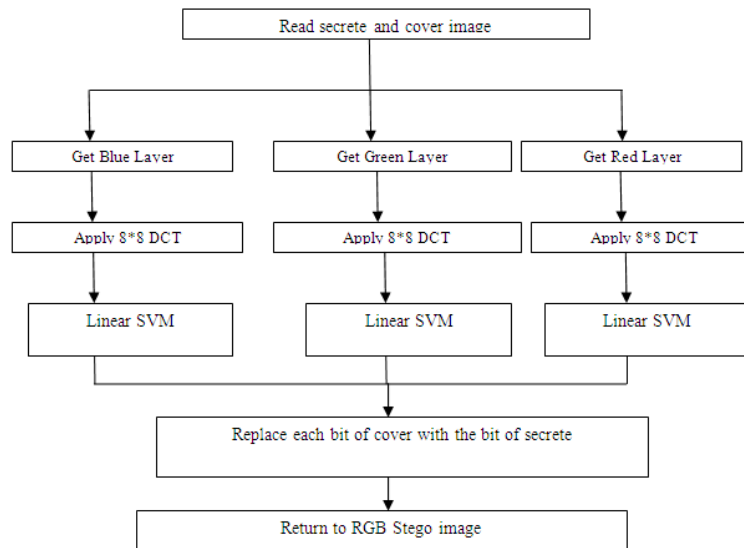 Read secrete and cover image
Get Blue Layer
Get Green Layer
Get Red Layer
Apply 8*8 DCT
Apply 8*8 DCT
Apply 8*8 DCT
Linear SVM
Linear SVM
Linear SVM
Replace each bit of cover with the bit of secrete
Return to RGB Stego image